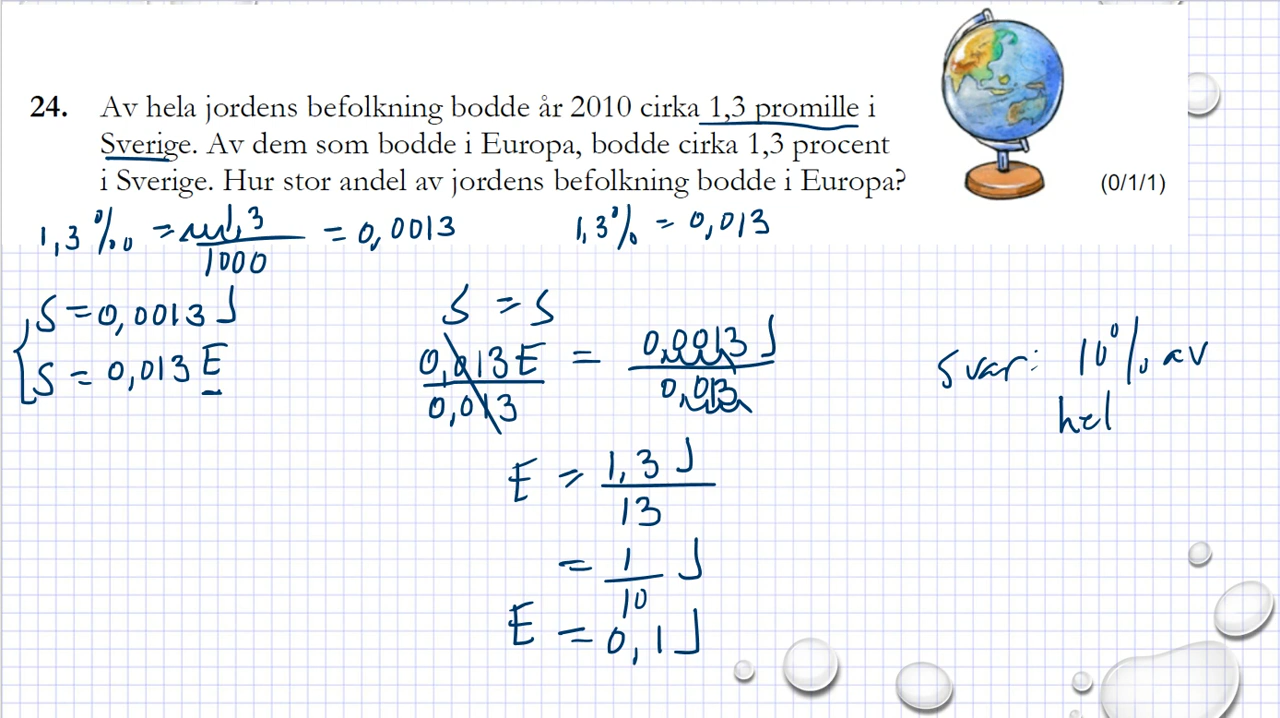 24. Av hela jordens befolkning bodde år 2010 cirka 1,3 promille i
Sverige. Av dem som bodde i Europa, bodde cirka 1,3 procent
i Sverige. Hur stor andel av jordens befolkning bodde i Europa? (0/1/1)
1,3 ‰ = 1,3 / 1000 = 0,0013
1,3 % = 0,013
S = 0,0013 J
S = 0,013 E
S = S
0,013 E / 0,013 = 0,0013 J / 0,013
E = 1,3 J / 13
= 1 / 10 J
E = 0,1 J
Svar: 10 % av
hel